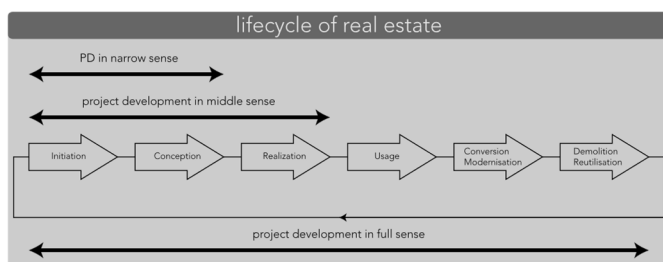 lifecycle of real estate
PD in narrow sense
project development in middle sense
Initiation
Conception
Realization
Usage
Conversion
Modernisation
Demolition
Reutilisation
project development in full sense